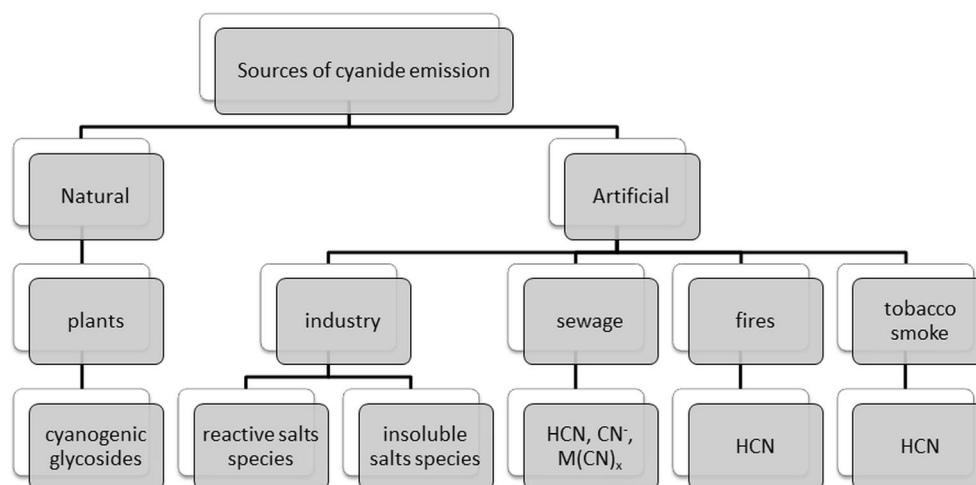 Sources of cyanide emission
Natural
Artificial
plants
industry
sewage
fires
tobacco
smoke
cyanogenic
glycosides
reactive salts
species
insoluble
salts species
HCN, CN⁻,
M(CN)ₓ
HCN
HCN